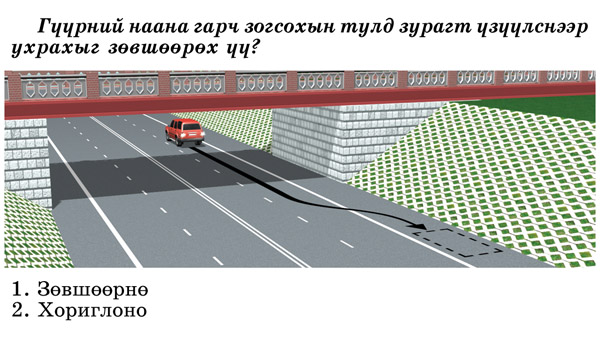 Гүүрний наана гарч зогсохын тулд зурагт үзүүлснээр
ухрахыг зөвшөөрөх үү?
1. Зөвшөөрнө
2. Хориглоно